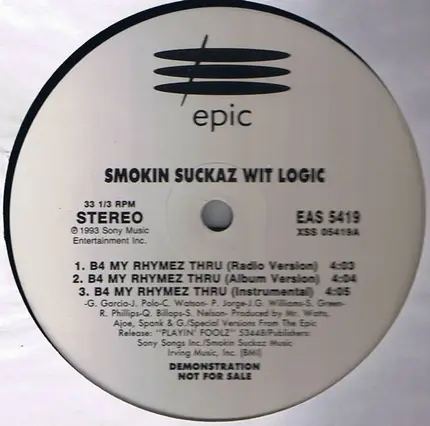 epic
SMOKIN SUCKAZ WIT LOGIC
33 1/3 RPM
STEREO
℗ 1993 Sony Music
Entertainment Inc.
EAS 5419
XSS 05419A
1. B4 MY RHYMEZ THRU (Radio Version) 4:03
2. B4 MY RHYMEZ THRU (Album Version) 4:04
3. B4 MY RHYMEZ THRU (Instrumental) 4:05
-G. Garcia-J. Polo-C. Watson- P. Jorge-J.G. Williams-S. Green-
R. Phillips-Q. Billops-S. Nelson- Produced by Mr. Watts,
Ajoe, Spank & G./Special Versions From The Epic
Release: "PLAYIN' FOOLZ" 53448/Publishers:
Sony Songs Inc./Smokin Suckaz Music
Irving Music, Inc. (BMI)
DEMONSTRATION
NOT FOR SALE